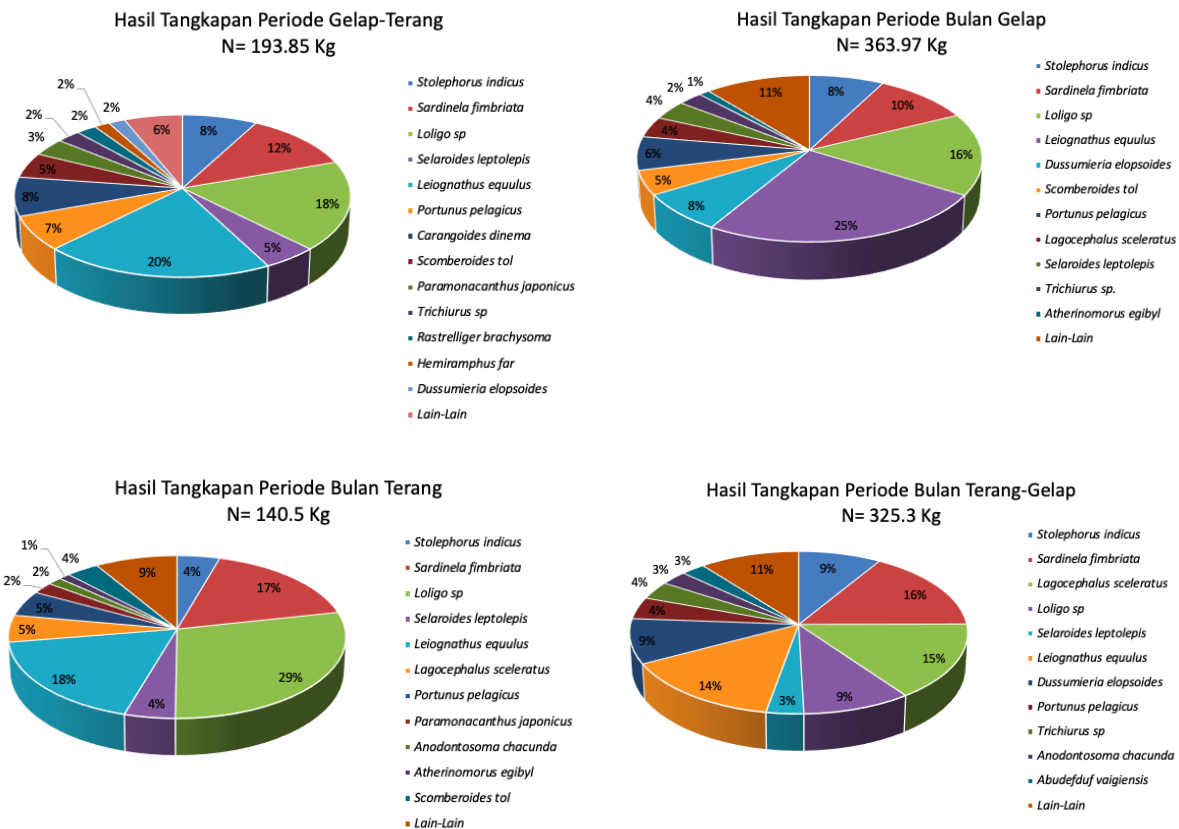 Hasil Tangkapan Periode Gelap-Terang
N= 193.85 Kg
8%
12%
18%
5%
20%
7%
8%
5%
3%
2%
2%
2%
2%
6%
Stolephorus indicus
Sardinela fimbriata
Loligo sp
Selaroides leptolepis
Leiognathus equulus
Portunus pelagicus
Carangoides dinema
Scomberoides tol
Paramonacanthus japonicus
Trichiurus sp
Rastrelliger brachysoma
Hemiramphus far
Dussumieria elopsoides
Lain-Lain
Hasil Tangkapan Periode Bulan Gelap
N= 363.97 Kg
8%
10%
16%
25%
8%
5%
6%
4%
4%
2%
1%
11%
Stolephorus indicus
Sardinela fimbriata
Loligo sp
Leiognathus equulus
Dussumieria elopsoides
Scomberoides tol
Portunus pelagicus
Lagocephalus sceleratus
Selaroides leptolepis
Trichiurus sp.
Atherinomorus egibyl
Lain-Lain
Hasil Tangkapan Periode Bulan Terang
N= 140.5 Kg
4%
17%
29%
4%
18%
5%
5%
2%
2%
1%
4%
9%
Stolephorus indicus
Sardinela fimbriata
Loligo sp
Selaroides leptolepis
Leiognathus equulus
Lagocephalus sceleratus
Portunus pelagicus
Paramonacanthus japonicus
Anodontosoma chacunda
Atherinomorus egibyl
Scomberoides tol
Lain-Lain
Hasil Tangkapan Periode Bulan Terang-Gelap
N= 325.3 Kg
9%
16%
15%
9%
3%
14%
9%
4%
4%
3%
3%
11%
Stolephorus indicus
Sardinela fimbriata
Lagocephalus sceleratus
Loligo sp
Selaroides leptolepis
Leiognathus equulus
Dussumieria elopsoides
Portunus pelagicus
Trichiurus sp
Anodontosoma chacunda
Abudefduf vaigiensis
Lain-Lain